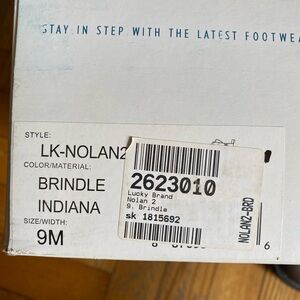 STAY IN STEP WITH THE LATEST FOOTWEA
STYLE:
LK-NOLAN2
COLOR/MATERIAL:
BRINDLE
INDIANA
SIZE/WIDTH:
9M
2623010
Lucky Brand
Nolan 2
9. Brindle
sk 1815692
NOLAN2-BRD
6